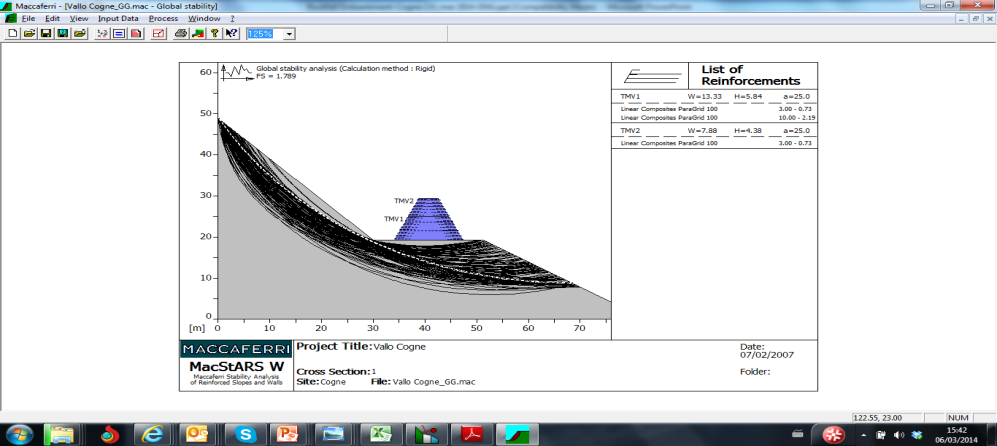 Maccaferri - [Vallo Cogne_GG.mac - Global stability]
File Edit View Input Data Process Window ?
125%
Global stability analysis (Calculation method : Rigid)
FS = 1.789
60
50
40
30
20
10
0
TMV2
TMV1
[m] 0 10 20 30 40 50 60 70
List of
Reinforcements
TMV1 W=13.33 H=5.84 a=25.0
Linear Composites ParaGrid 100 3.00 - 0.73
Linear Composites ParaGrid 100 10.00 - 2.19
TMV2 W=7.88 H=4.38 a=25.0
Linear Composites ParaGrid 100 3.00 - 0.73
MACCAFERRI
MacStARS W
Maccaferri Stability Analysis
of Reinforced Slopes and Walls
Project Title: Vallo Cogne
Cross Section: 1
Site: Cogne File: Vallo Cogne_GG.mac
Date:
07/02/2007
Folder:
122.55, 23.00 NUM
15:42
06/03/2014